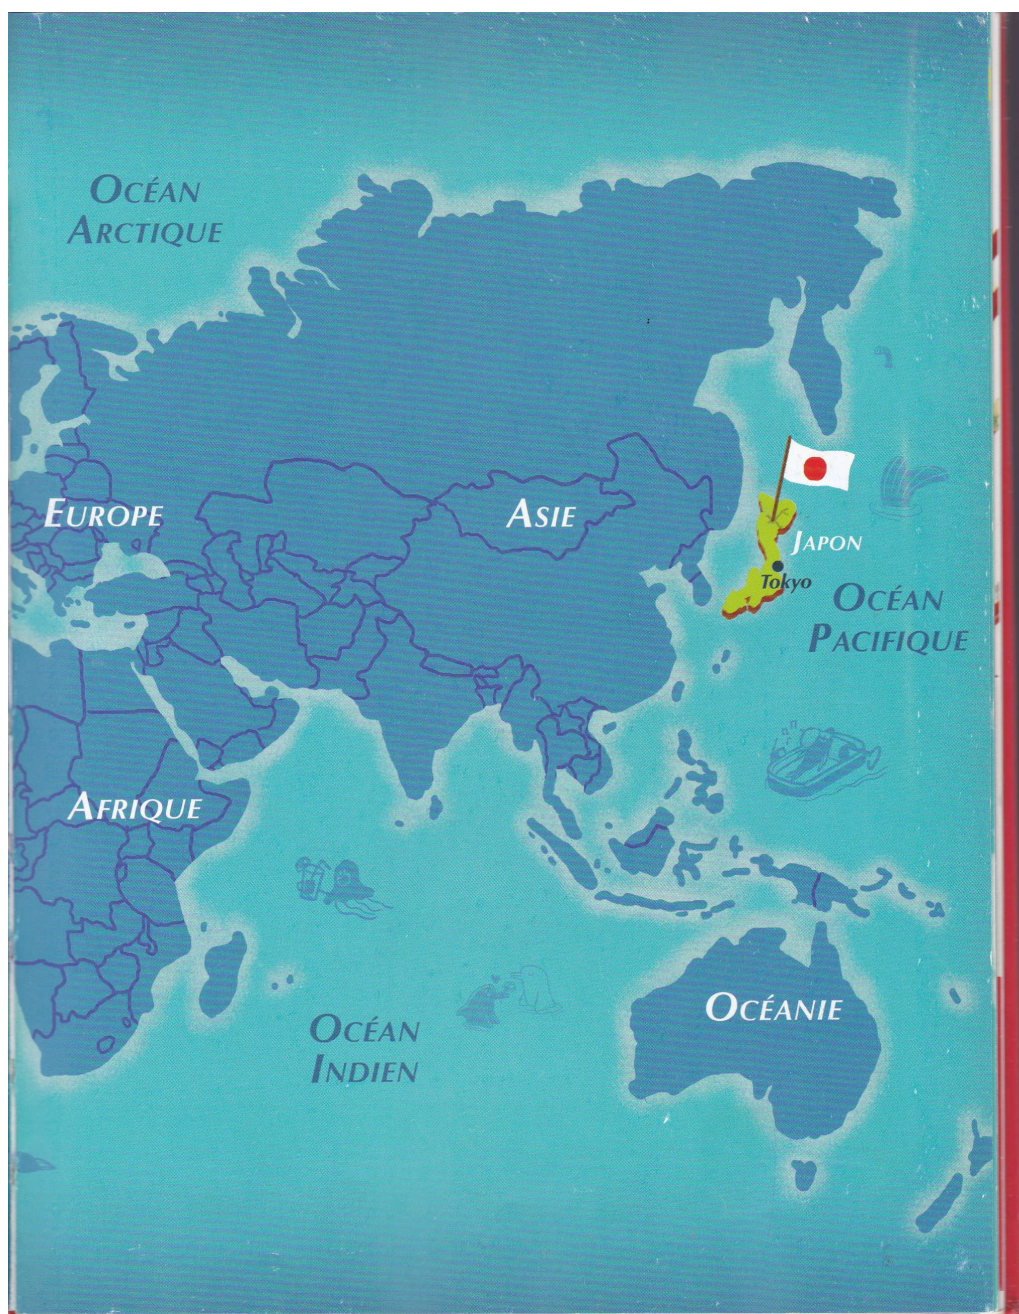 OCÉAN
ARCTIQUE
EUROPE
ASIE
JAPON
Tokyo
OCÉAN
PACIFIQUE
AFRIQUE
OCÉANIE
OCÉAN
INDIEN